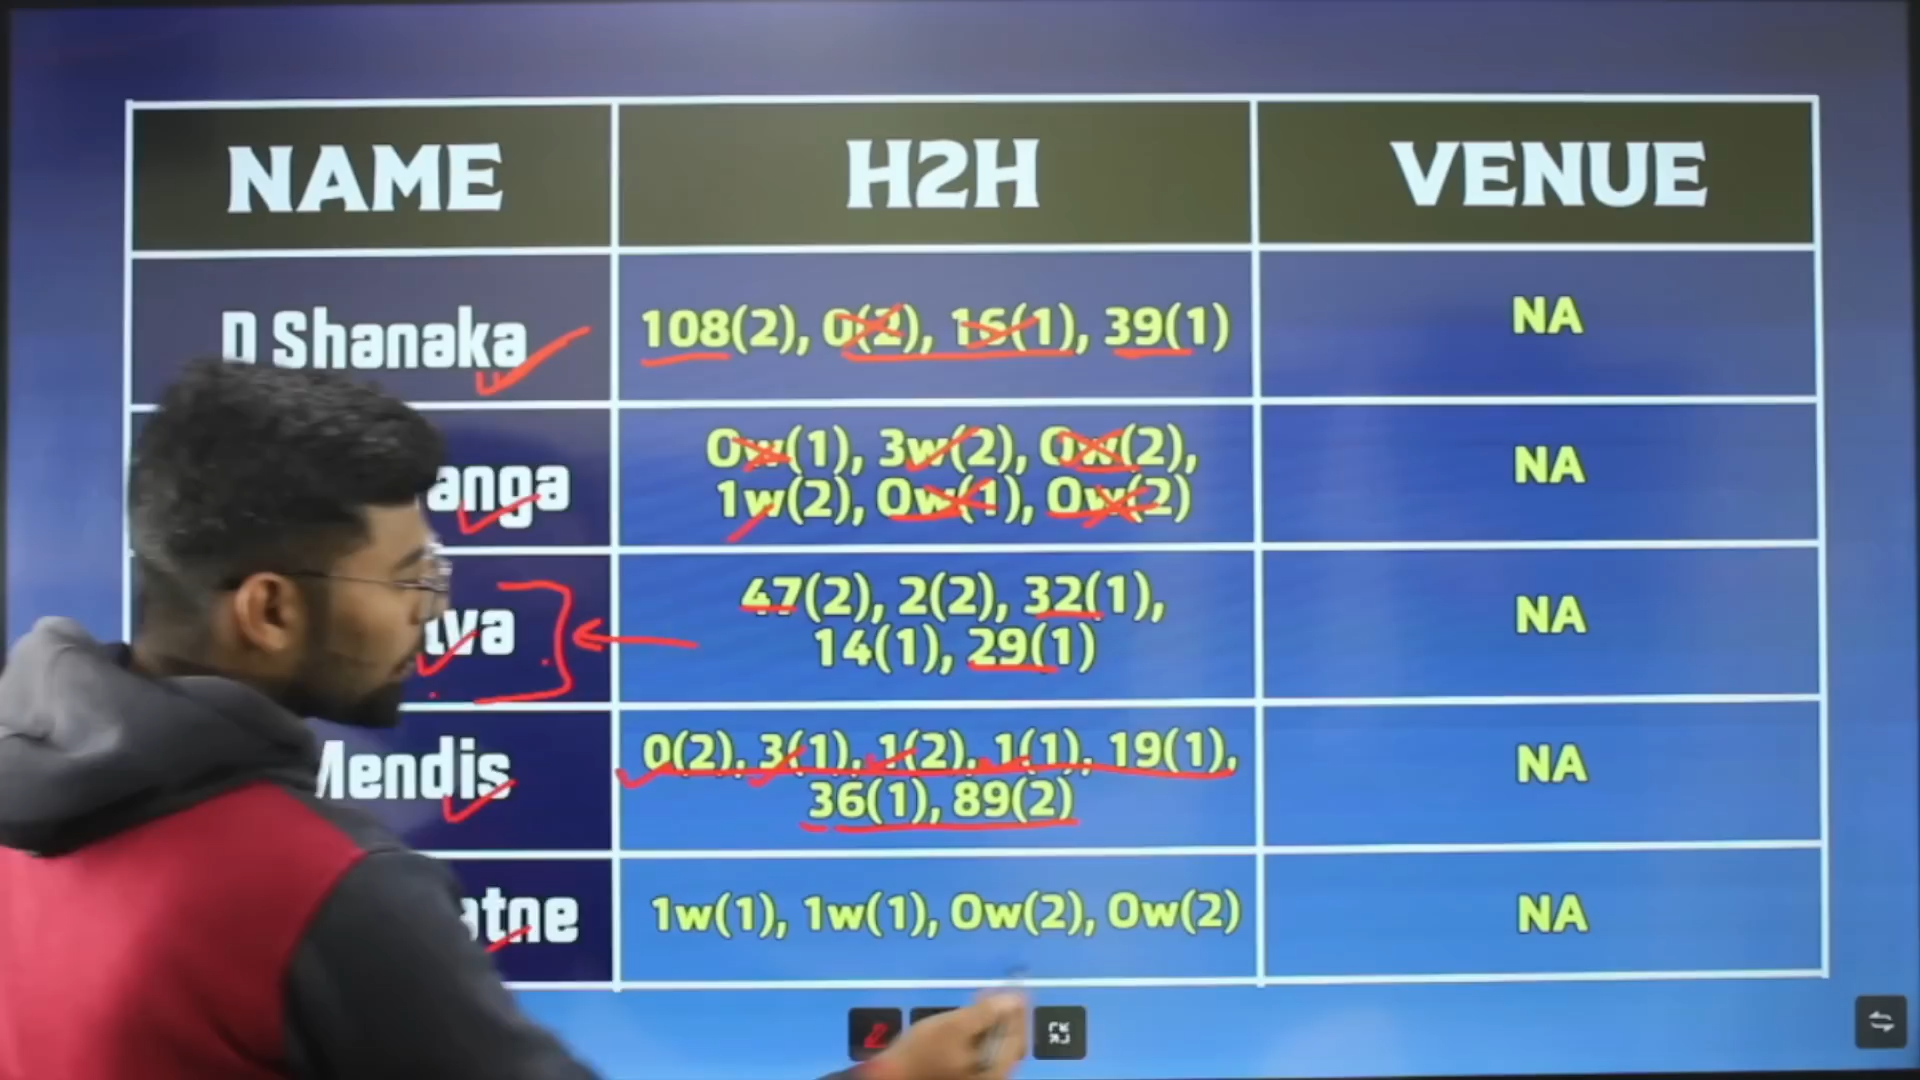 NAME H2H VENUE
D Shanaka 108(2), 0(2), 16(1), 39(1) NA
anga 0w(1), 3w(2), 0w(2),
1w(2), 0w(1), 0w(2) NA
lva 47(2), 2(2), 32(1),
14(1), 29(1) NA
Mendis 0(2), 3(1), 1(2), 1(1), 19(1),
36(1), 89(2) NA
atne 1w(1), 1w(1), 0w(2), 0w(2) NA